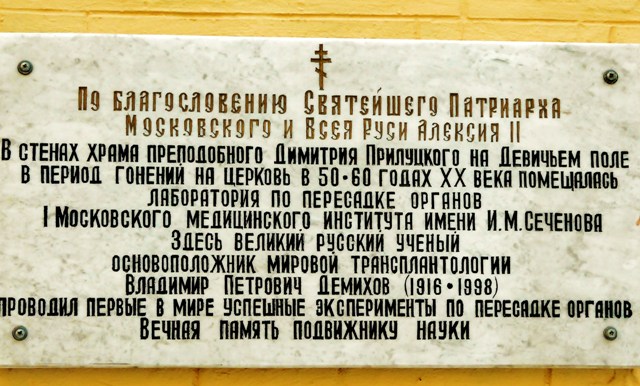 По благословению Святейшего Патриарха
Московского и Всея Руси Алексия II
В стенах храма преподобного Димитрия Прилуцкого на Девичьем поле
в период гонений на церковь в 50•60 годах XX века помещалась
лаборатория по пересадке органов
I Московского медицинского института имени И.М.Сеченова
Здесь великий русский ученый
основоположник мировой трансплантологии
Владимир Петрович Демихов (1916•1998)
проводил первые в мире успешные эксперименты по пересадке органов
Вечная память подвижнику науки